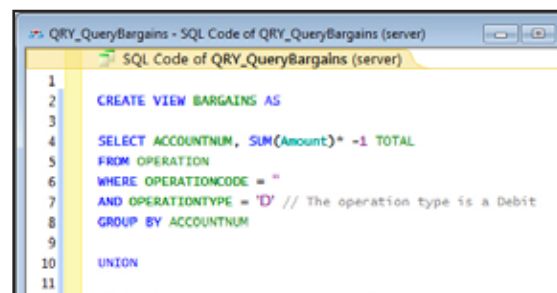 QRY_QueryBargains - SQL Code of QRY_QueryBargains (server)
SQL Code of QRY_QueryBargains (server)
1
2 CREATE VIEW BARGAINS AS
3
4 SELECT ACCOUNTNUM, SUM(Amount)* -1 TOTAL
5 FROM OPERATION
6 WHERE OPERATIONCODE = ''
7 AND OPERATIONTYPE = 'D' // The operation type is a Debit
8 GROUP BY ACCOUNTNUM
9
10 UNION
11